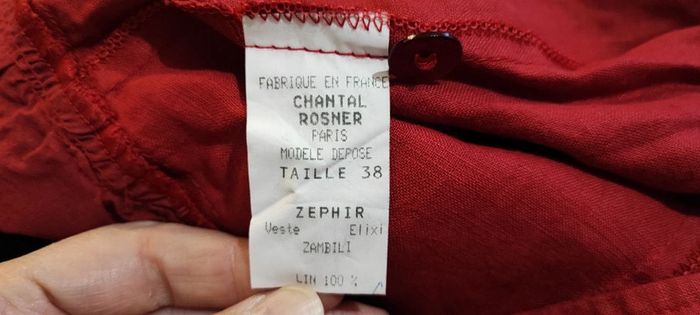 FABRIQUE EN FRANCE
CHANTAL
ROSNER
PARIS
MODELE DEPOSE
TAILLE 38
ZEPHIR
Veste Elixi
ZAMBILI
LIN 100 %